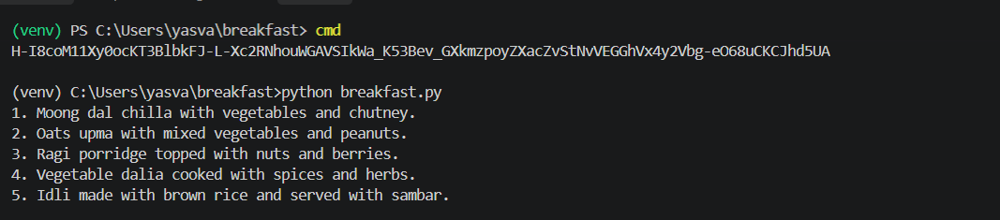 (venv) PS C:\Users\yasva\breakfast> cmd
H-I8coM11Xy0ocKT3BlbkFJ-L-Xc2RNhouWGAVSIkWa_K53Bev_GXkmzpoyZXacZvStNvVEGGhVx4y2Vbg-eO68uCKCJhd5UA
(venv) C:\Users\yasva\breakfast>python breakfast.py
1. Moong dal chilla with vegetables and chutney.
2. Oats upma with mixed vegetables and peanuts.
3. Ragi porridge topped with nuts and berries.
4. Vegetable dalia cooked with spices and herbs.
5. Idli made with brown rice and served with sambar.